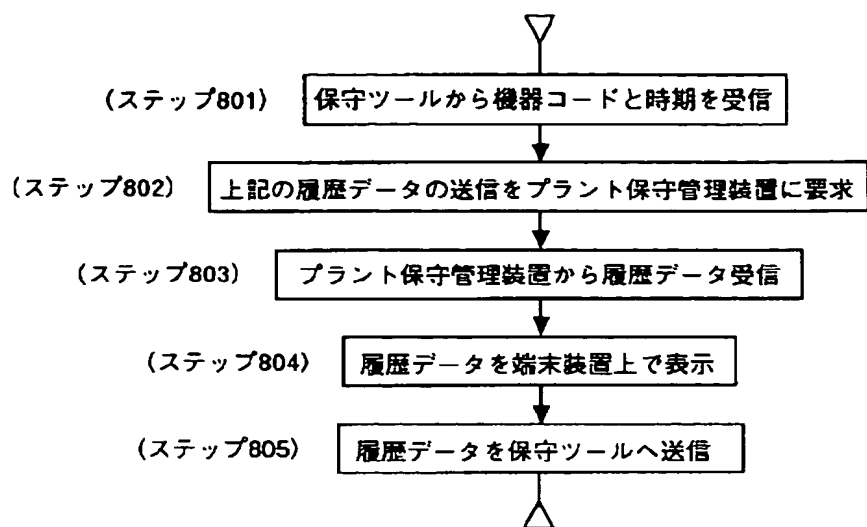 (ステップ801) 保守ツールから機器コードと時期を受信
(ステップ802) 上記の履歴データの送信をプラント保守管理装置に要求
(ステップ803) プラント保守管理装置から履歴データ受信
(ステップ804) 履歴データを端末装置上で表示
(ステップ805) 履歴データを保守ツールへ送信